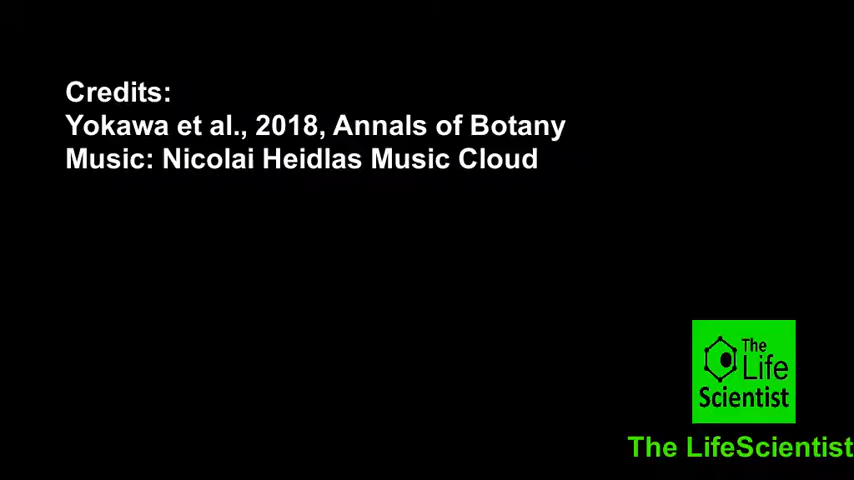 Credits:
Yokawa et al., 2018, Annals of Botany
Music: Nicolai Heidlas Music Cloud
The
Life
Scientist
The LifeScientist